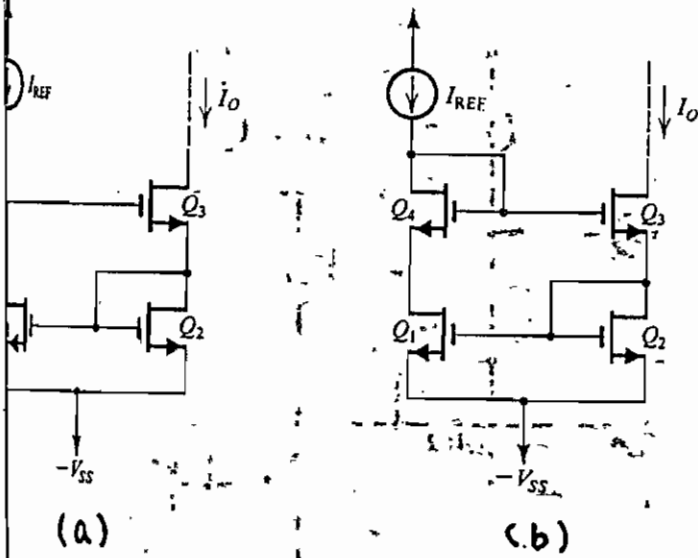 I_REF
i_O
Q_3
Q_2
-V_SS
(a)
I_REF
I_O
Q_4
Q_3
Q_1
Q_2
-V_SS
(b)